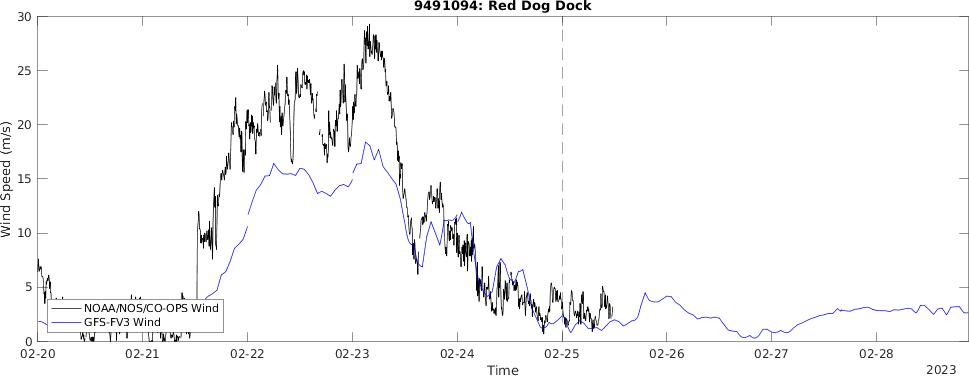 9491094: Red Dog Dock
Wind Speed (m/s)
30
25
20
15
10
5
0
NOAA/NOS/CO-OPS Wind
GFS-FV3 Wind
02-20 02-21 02-22 02-23 02-24 02-25 02-26 02-27 02-28
Time
2023